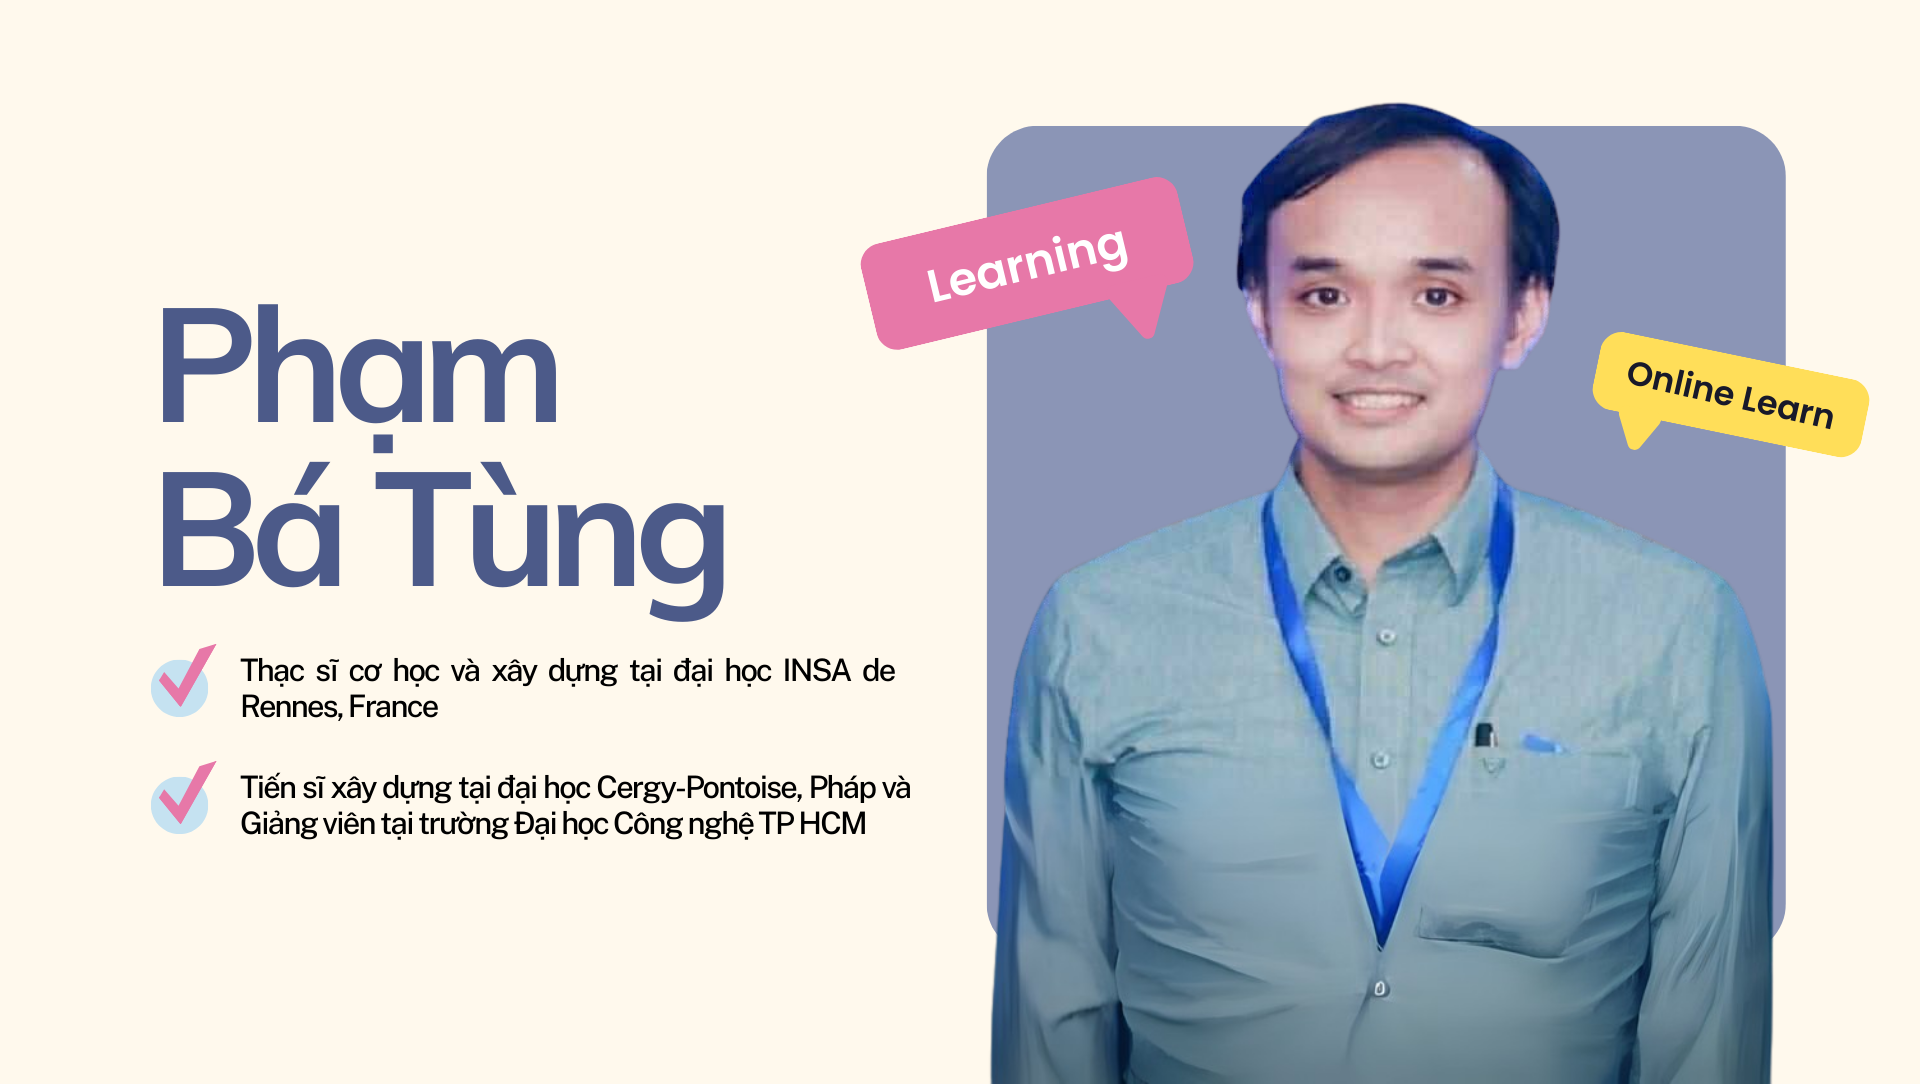 Phạm
Bá Tùng
Thạc sĩ cơ học và xây dựng tại đại học INSA de
Rennes, France
Tiến sĩ xây dựng tại đại học Cergy-Pontoise, Pháp và
Giảng viên tại trường Đại học Công nghệ TP HCM
Learning
Online Learn